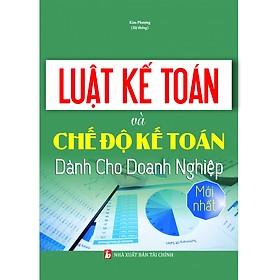 Kim Phượng
(Hệ thống)
LUẬT KẾ TOÁN
và
CHẾ ĐỘ KẾ TOÁN
Dành Cho Doanh Nghiệp
Mới nhất
NHÀ XUẤT BẢN TÀI CHÍNH